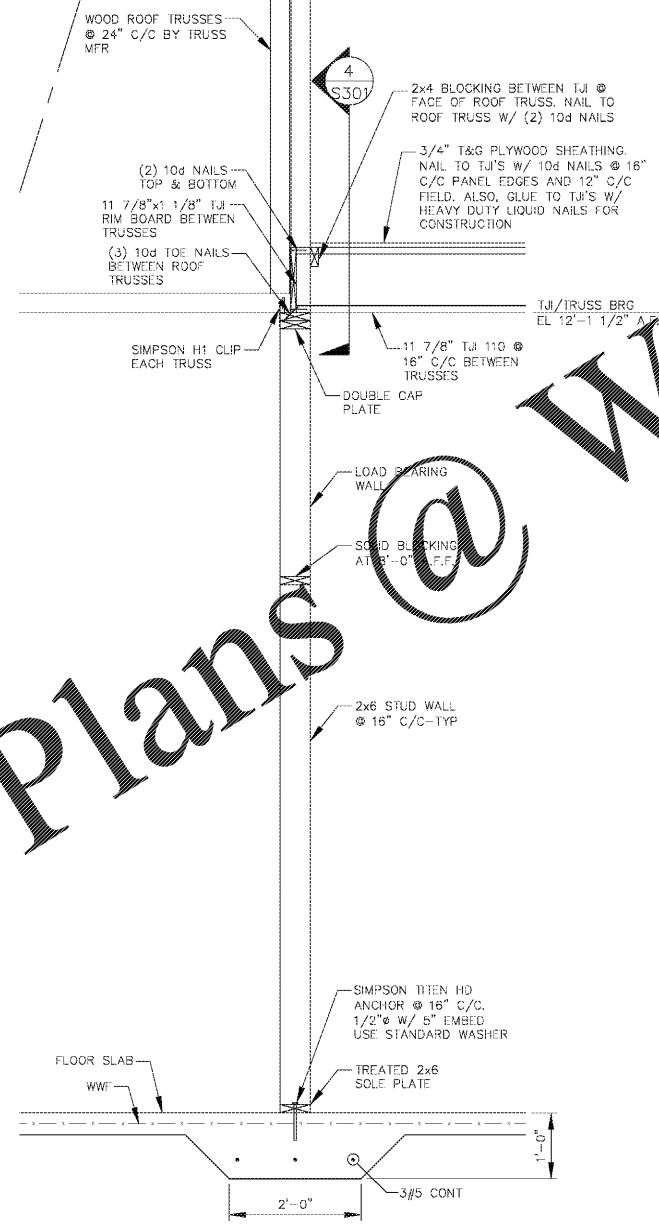 WOOD ROOF TRUSSES
@ 24" C/C BY TRUSS
MFR
4
S301
2x4 BLOCKING BETWEEN TJI @
FACE OF ROOF TRUSS. NAIL TO
ROOF TRUSS W/ (2) 10d NAILS
3/4" T&G PLYWOOD SHEATHING.
NAIL TO TJI'S W/ 10d NAILS @ 16"
C/C PANEL EDGES AND 12" C/C
FIELD. ALSO, GLUE TO TJI'S W/
HEAVY DUTY LIQUID NAILS FOR
CONSTRUCTION
(2) 10d NAILS
TOP & BOTTOM
11 7/8"x1 1/8" TJI
RIM BOARD BETWEEN
TRUSSES
(3) 10d TOE NAILS
BETWEEN ROOF
TRUSSES
TJI/TRUSS BRG
EL 12'-1 1/2" A.F
SIMPSON H1 CLIP
EACH TRUSS
11 7/8" TJI 110 @
16" C/C BETWEEN
TRUSSES
DOUBLE CAP
PLATE
LOAD BEARING
WALL
SOLID BLOCKING
AT 8'-0" A.F.F.
Plans @ W
2x6 STUD WALL
@ 16" C/C-TYP
SIMPSON TITEN HD
ANCHOR @ 16" C/C.
1/2"ø W/ 5" EMBED
USE STANDARD WASHER
FLOOR SLAB
WWF
TREATED 2x6
SOLE PLATE
1'-0"
3#5 CONT
2'-0"